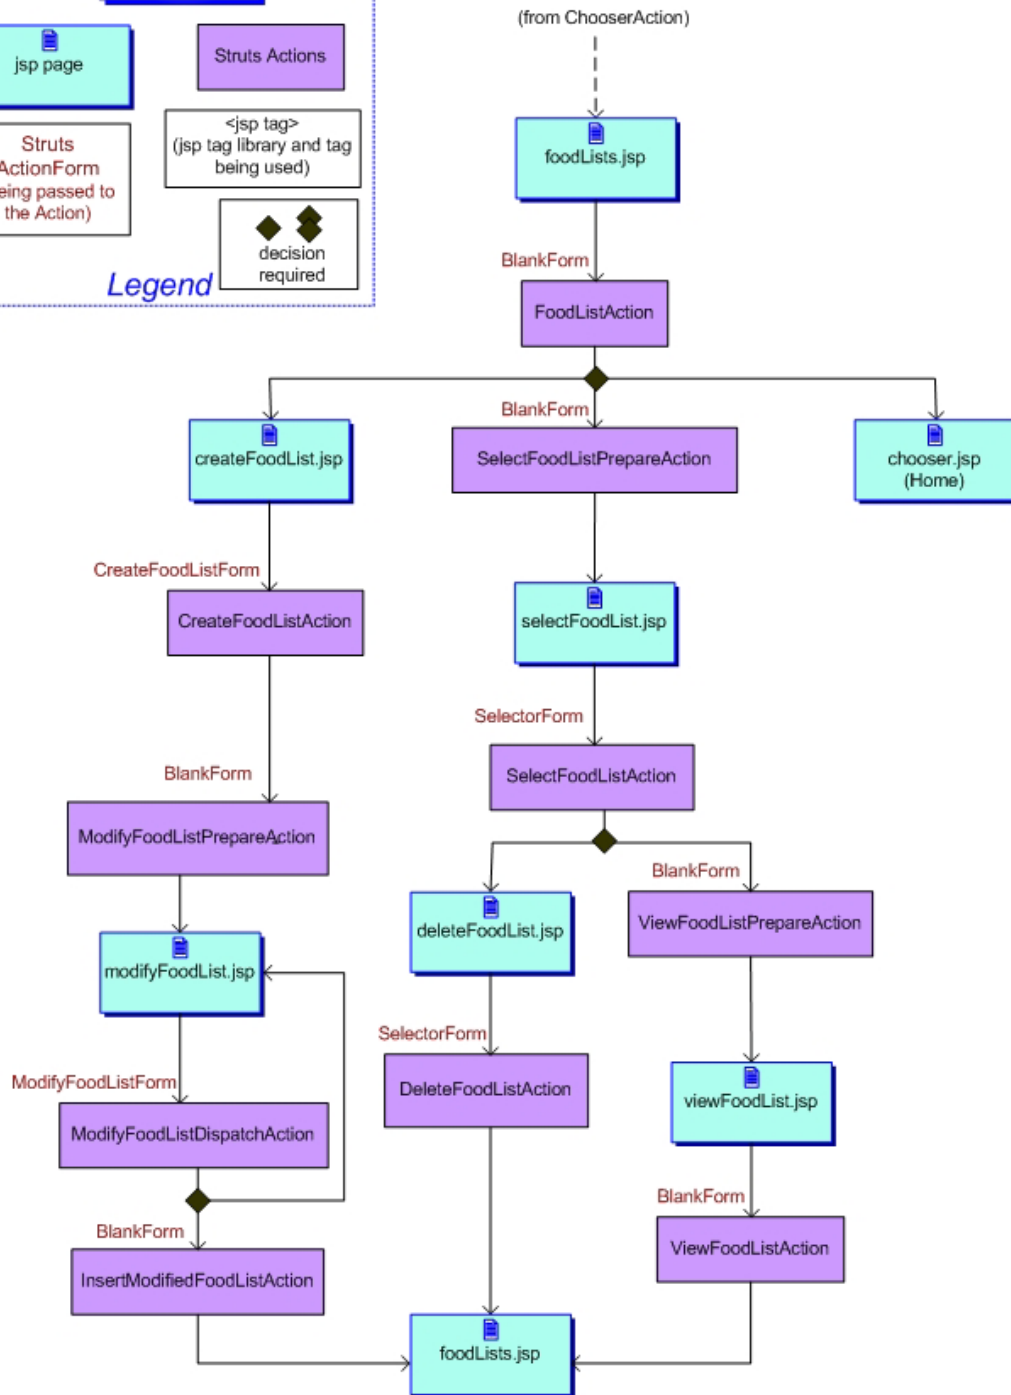 (from ChooserAction)
jsp page
Struts Actions
<jsp tag>
(jsp tag library and tag
being used)
Struts
ActionForm
eing passed to
the Action)
decision
required
Legend
foodLists.jsp
BlankForm
FoodListAction
BlankForm
createFoodList.jsp
SelectFoodListPrepareAction
chooser.jsp
(Home)
CreateFoodListForm
CreateFoodListAction
selectFoodList.jsp
SelectorForm
BlankForm
SelectFoodListAction
ModifyFoodListPrepareAction
BlankForm
deleteFoodList.jsp
ViewFoodListPrepareAction
modifyFoodList.jsp
SelectorForm
ModifyFoodListForm
DeleteFoodListAction
viewFoodList.jsp
ModifyFoodListDispatchAction
BlankForm
BlankForm
ViewFoodListAction
InsertModifiedFoodListAction
foodLists.jsp